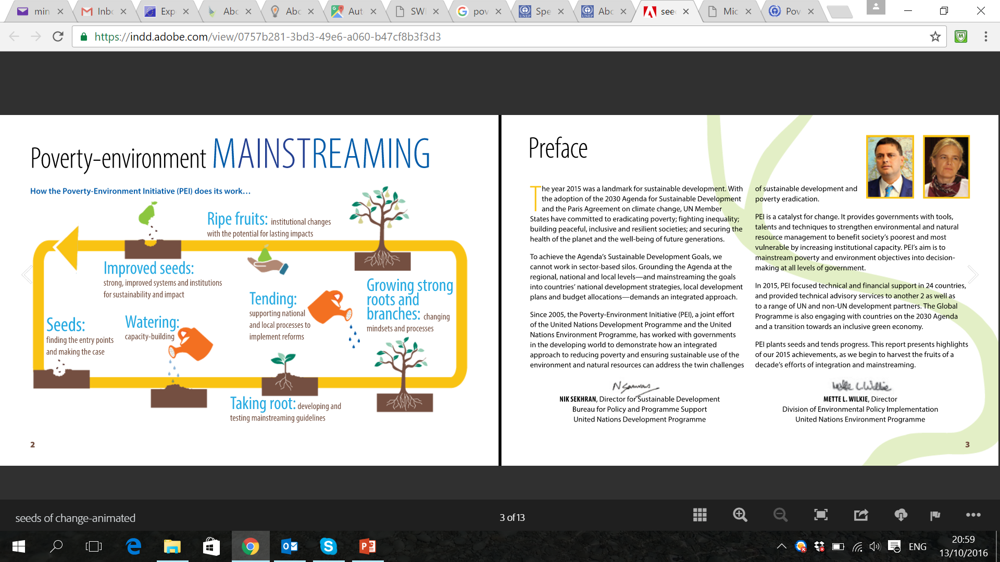 min
Inbo
Exp
Abc
Abc
Aut
SW
pov
Spe
Abc
see
Mic
Pov
https://indd.adobe.com/view/0757b281-3bd3-49e6-a060-b47cf8b3f3d3
Poverty-environment MAINSTREAMING
How the Poverty-Environment Initiative (PEI) does its work…
Ripe fruits: institutional changes
with the potential for lasting impacts
Improved seeds:
strong, improved systems and institutions
for sustainability and impact
Growing strong
roots and
branches: changing
mindsets and processes
Tending:
supporting national
and local processes to
implement reforms
Seeds:
finding the entry points
and making the case
Watering:
capacity-building
Taking root: developing and
testing mainstreaming guidelines
2
Preface
The year 2015 was a landmark for sustainable development. With
the adoption of the 2030 Agenda for Sustainable Development
and the Paris Agreement on climate change, UN Member
States have committed to eradicating poverty; fighting inequality;
building peaceful, inclusive and resilient societies; and securing the
health of the planet and the well-being of future generations.
To achieve the Agenda's Sustainable Development Goals, we
cannot work in sector-based silos. Grounding the Agenda at the
regional, national and local levels—and mainstreaming the goals
into countries' national development strategies, local development
plans and budget allocations—demands an integrated approach.
Since 2005, the Poverty-Environment Initiative (PEI), a joint effort
of the United Nations Development Programme and the United
Nations Environment Programme, has worked with governments
in the developing world to demonstrate how an integrated
approach to reducing poverty and ensuring sustainable use of the
environment and natural resources can address the twin challenges
of sustainable development and
poverty eradication.
PEI is a catalyst for change. It provides governments with tools,
talents and techniques to strengthen environmental and natural
resource management to benefit society's poorest and most
vulnerable by increasing institutional capacity. PEI's aim is to
mainstream poverty and environment objectives into decision-
making at all levels of government.
In 2015, PEI focused technical and financial support in 24 countries,
and provided technical advisory services to another 2 as well as
to a range of UN and non-UN development partners. The Global
Programme is also engaging with countries on the 2030 Agenda
and a transition towards an inclusive green economy.
PEI plants seeds and tends progress. This report presents highlights
of our 2015 achievements, as we begin to harvest the fruits of a
decade's efforts of integration and mainstreaming.
NIK SEKHRAN, Director for Sustainable Development
Bureau for Policy and Programme Support
United Nations Development Programme
METTE L. WILKIE, Director
Division of Environmental Policy Implementation
United Nations Environment Programme
3
seeds of change-animated
3 of 13
ENG
20:59
13/10/2016